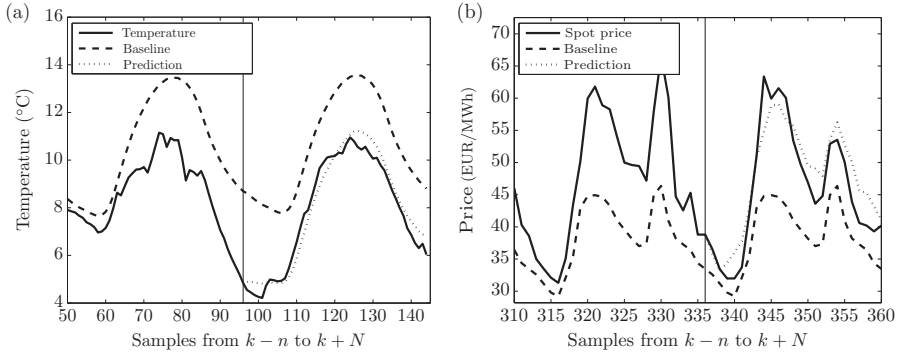 (a)
16
14
12
10
8
6
4
Temperature (°C)
Temperature
Baseline
Prediction
50 60 70 80 90 100 110 120 130 140
Samples from k − n to k + N
(b)
70
65
60
55
50
45
40
35
30
Price (EUR/MWh)
Spot price
Baseline
Prediction
310 315 320 325 330 335 340 345 350 355 360
Samples from k − n to k + N